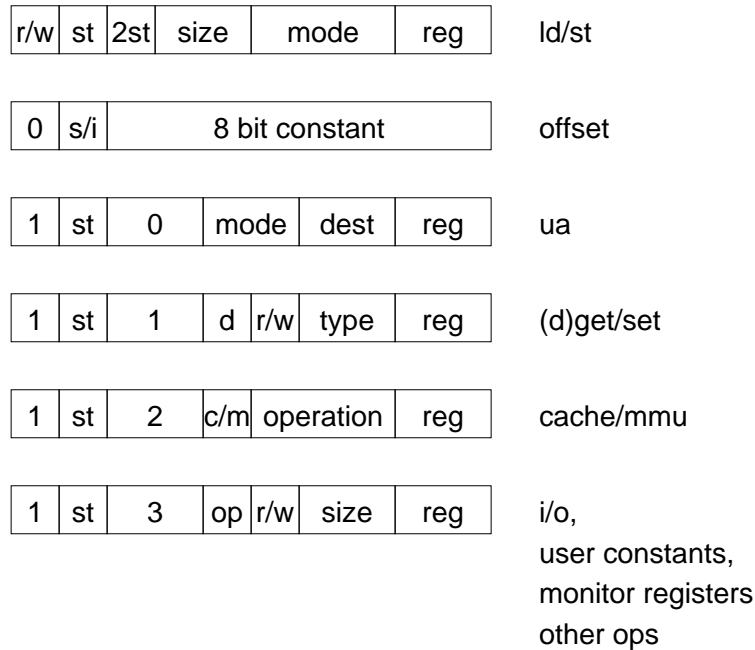 r/w st 2st size mode reg ld/st
0 s/i 8 bit constant offset
1 st 0 mode dest reg ua
1 st 1 d r/w type reg (d)get/set
1 st 2 c/m operation reg cache/mmu
1 st 3 op r/w size reg i/o,
user constants,
monitor registers
other ops